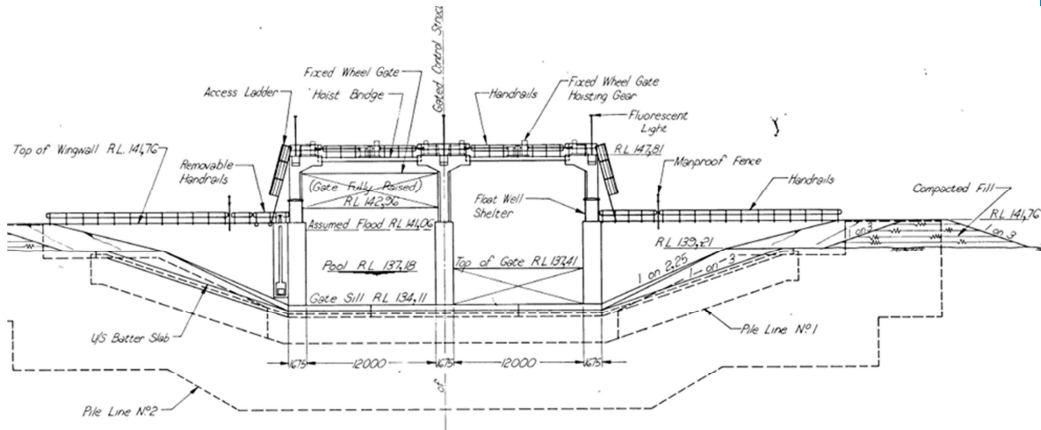 Gated Control Struct
Fixed Wheel Gate
Hoist Bridge
Access Ladder
Handrails
Fixed Wheel Gate
Hoisting Gear
Fluorescent
Light
Top of Wingwall R.L. 141,76
Removable
Handrails
RL 147,81
Manproof Fence
Handrails
(Gate Fully Raised)
RL 142,96
Float Well
Shelter
Compacted Fill
RL 141,76
Assumed Flood RL 141,06
1 on 3
1 on 3
RL 139,21
Pool RL 137,18
Top of Gate RL 137,41
1 on 2,25
1 on 3
Gate Sill RL 134,11
U/S Batter Slab
Pile Line Nº1
1675
12000
1675
12000
1675
of
Pile Line Nº2